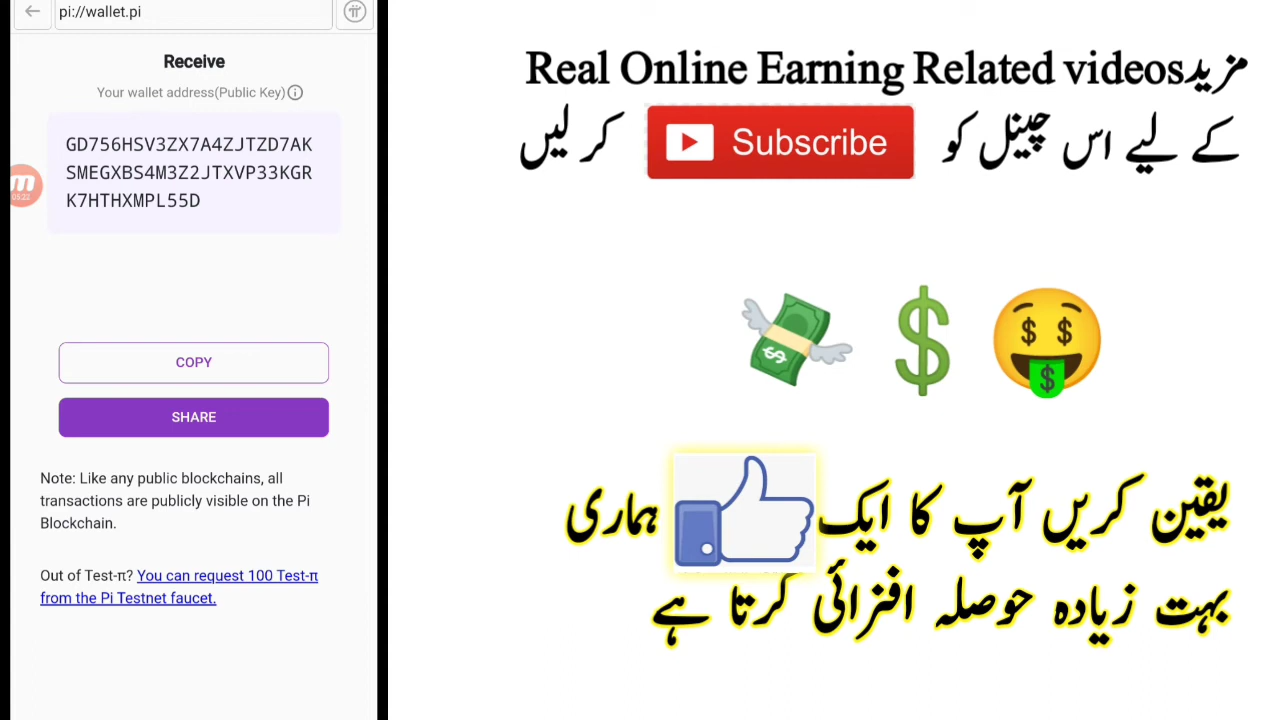 pi://wallet.pi
Receive
Your wallet address(Public Key)
GD756HSV3ZX7A4ZJTZD7AK
SMEGXBS4M3Z2JTXVP33KGR
K7HTHXMPL55D
05:22
COPY
SHARE
Note: Like any public blockchains, all
transactions are publicly visible on the Pi
Blockchain.
Out of Test-π? You can request 100 Test-π
from the Pi Testnet faucet.
مزید Real Online Earning Related videos
کے لیے اس چینل کو Subscribe کر لیں
یقین کریں آپ کا ایک ہماری
بہت زیادہ حوصلہ افزائی کرتا ہے